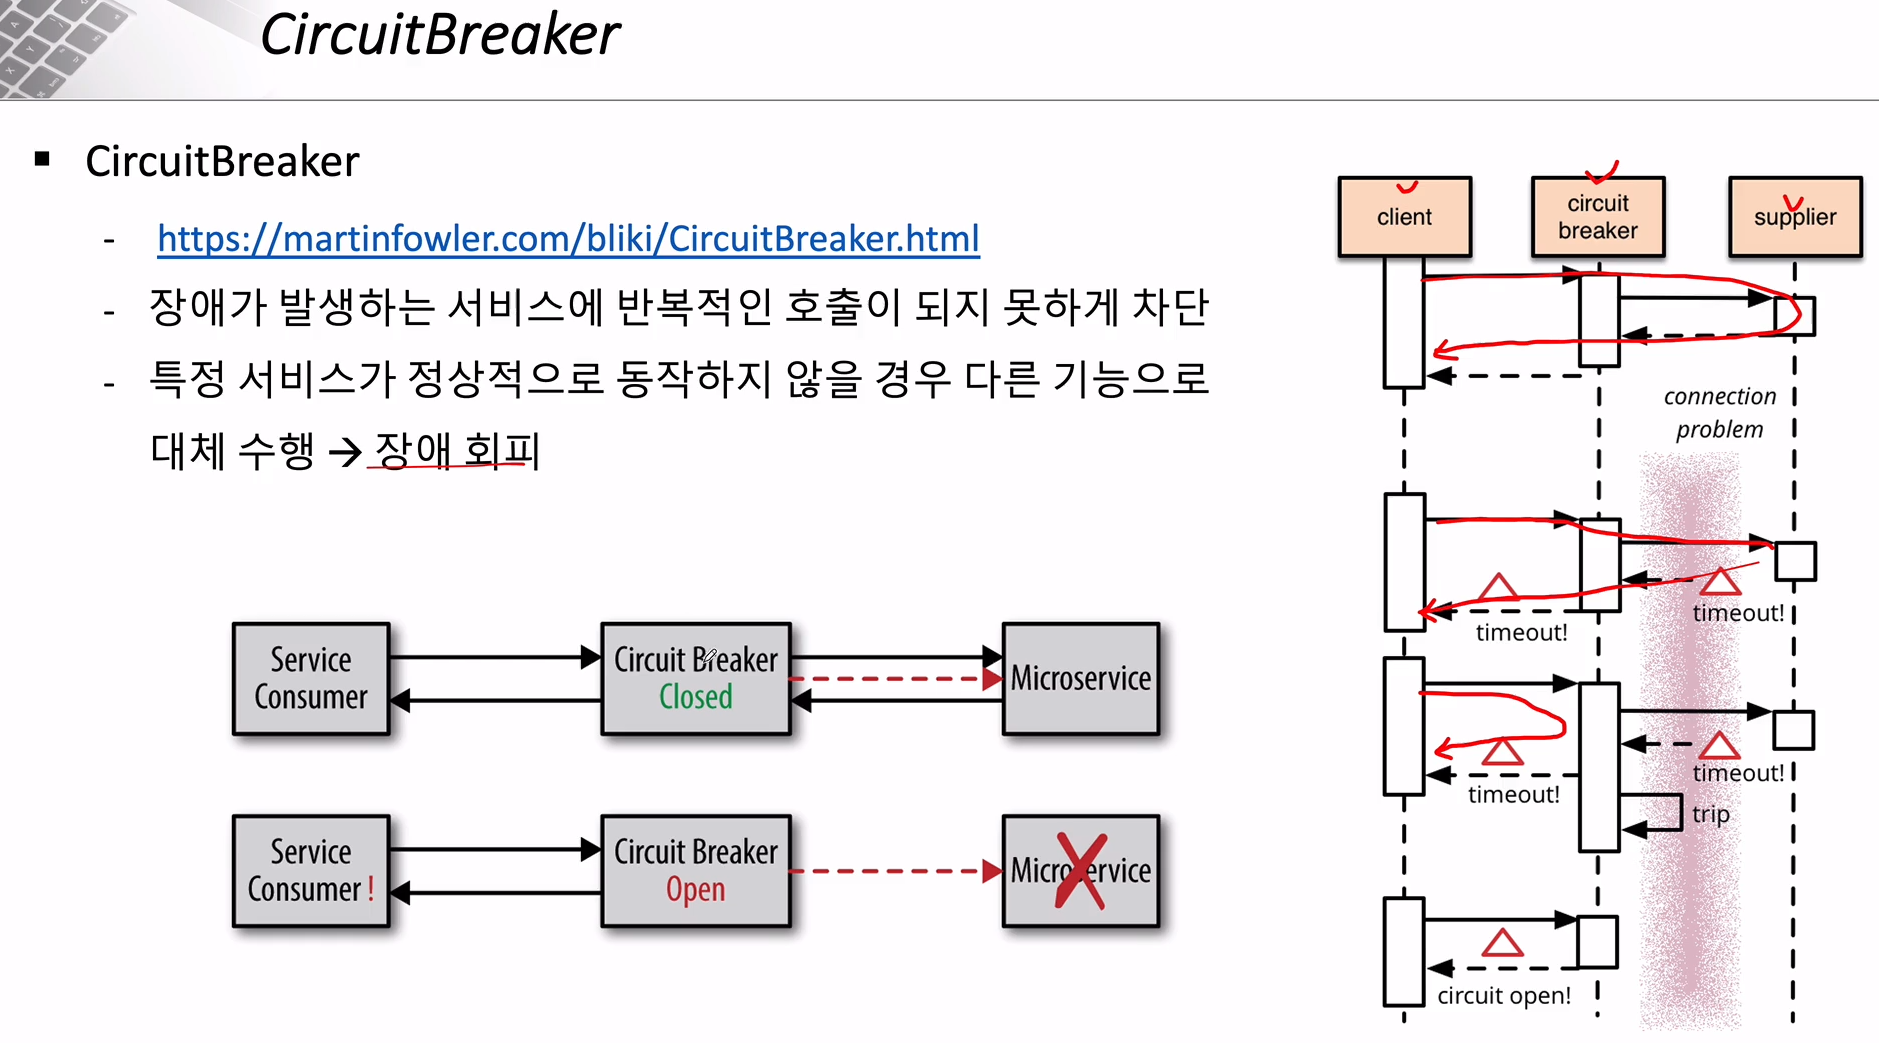 CircuitBreaker
▪ CircuitBreaker
- https://martinfowler.com/bliki/CircuitBreaker.html
- 장애가 발생하는 서비스에 반복적인 호출이 되지 못하게 차단
- 특정 서비스가 정상적으로 동작하지 않을 경우 다른 기능으로
대체 수행 → 장애 회피
Service
Consumer
Circuit Breaker
Closed
Microservice
Service
Consumer !
Circuit Breaker
Open
Microservice
client
circuit
breaker
supplier
connection
problem
timeout!
timeout!
timeout!
timeout!
trip
circuit open!